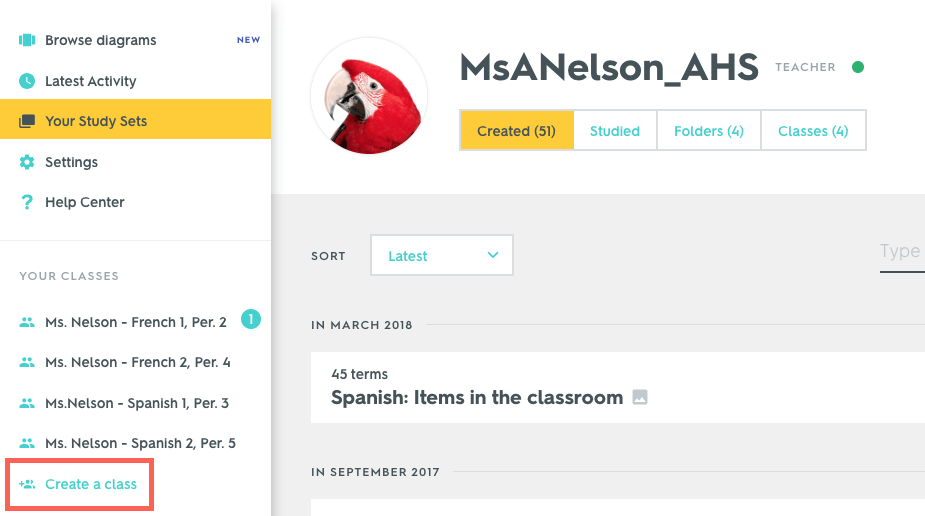 Browse diagrams NEW
Latest Activity
Your Study Sets
Settings
? Help Center
YOUR CLASSES
Ms. Nelson - French 1, Per. 2 1
Ms. Nelson - French 2, Per. 4
Ms.Nelson - Spanish 1, Per. 3
Ms. Nelson - Spanish 2, Per. 5
Create a class
MsANelson_AHS TEACHER
Created (51) Studied Folders (4) Classes (4)
SORT Latest Type
IN MARCH 2018
45 terms
Spanish: Items in the classroom
IN SEPTEMBER 2017